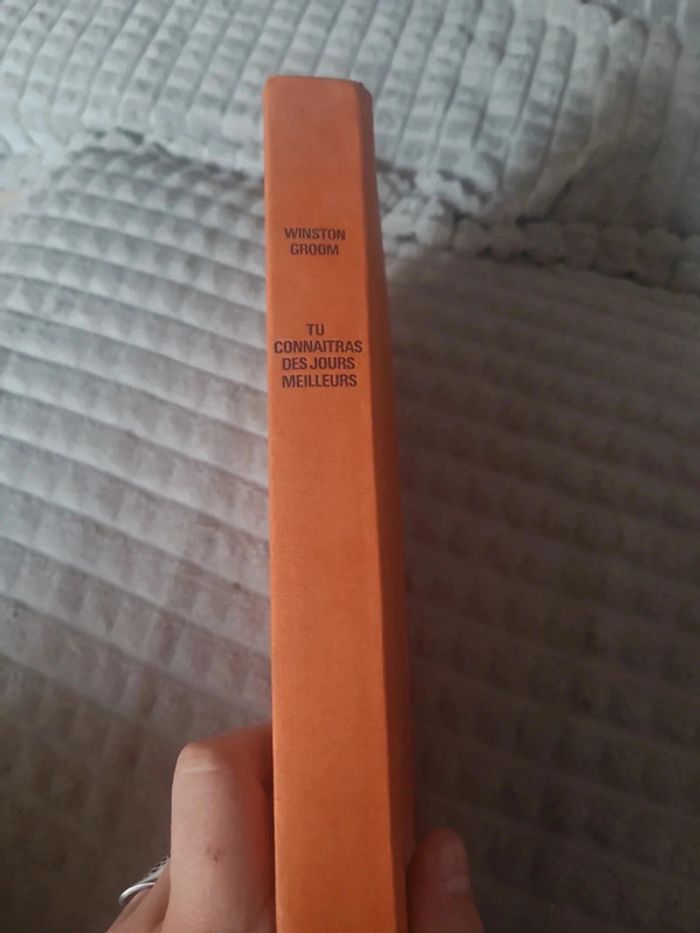 WINSTON
GROOM
TU
CONNAITRAS
DES JOURS
MEILLEURS